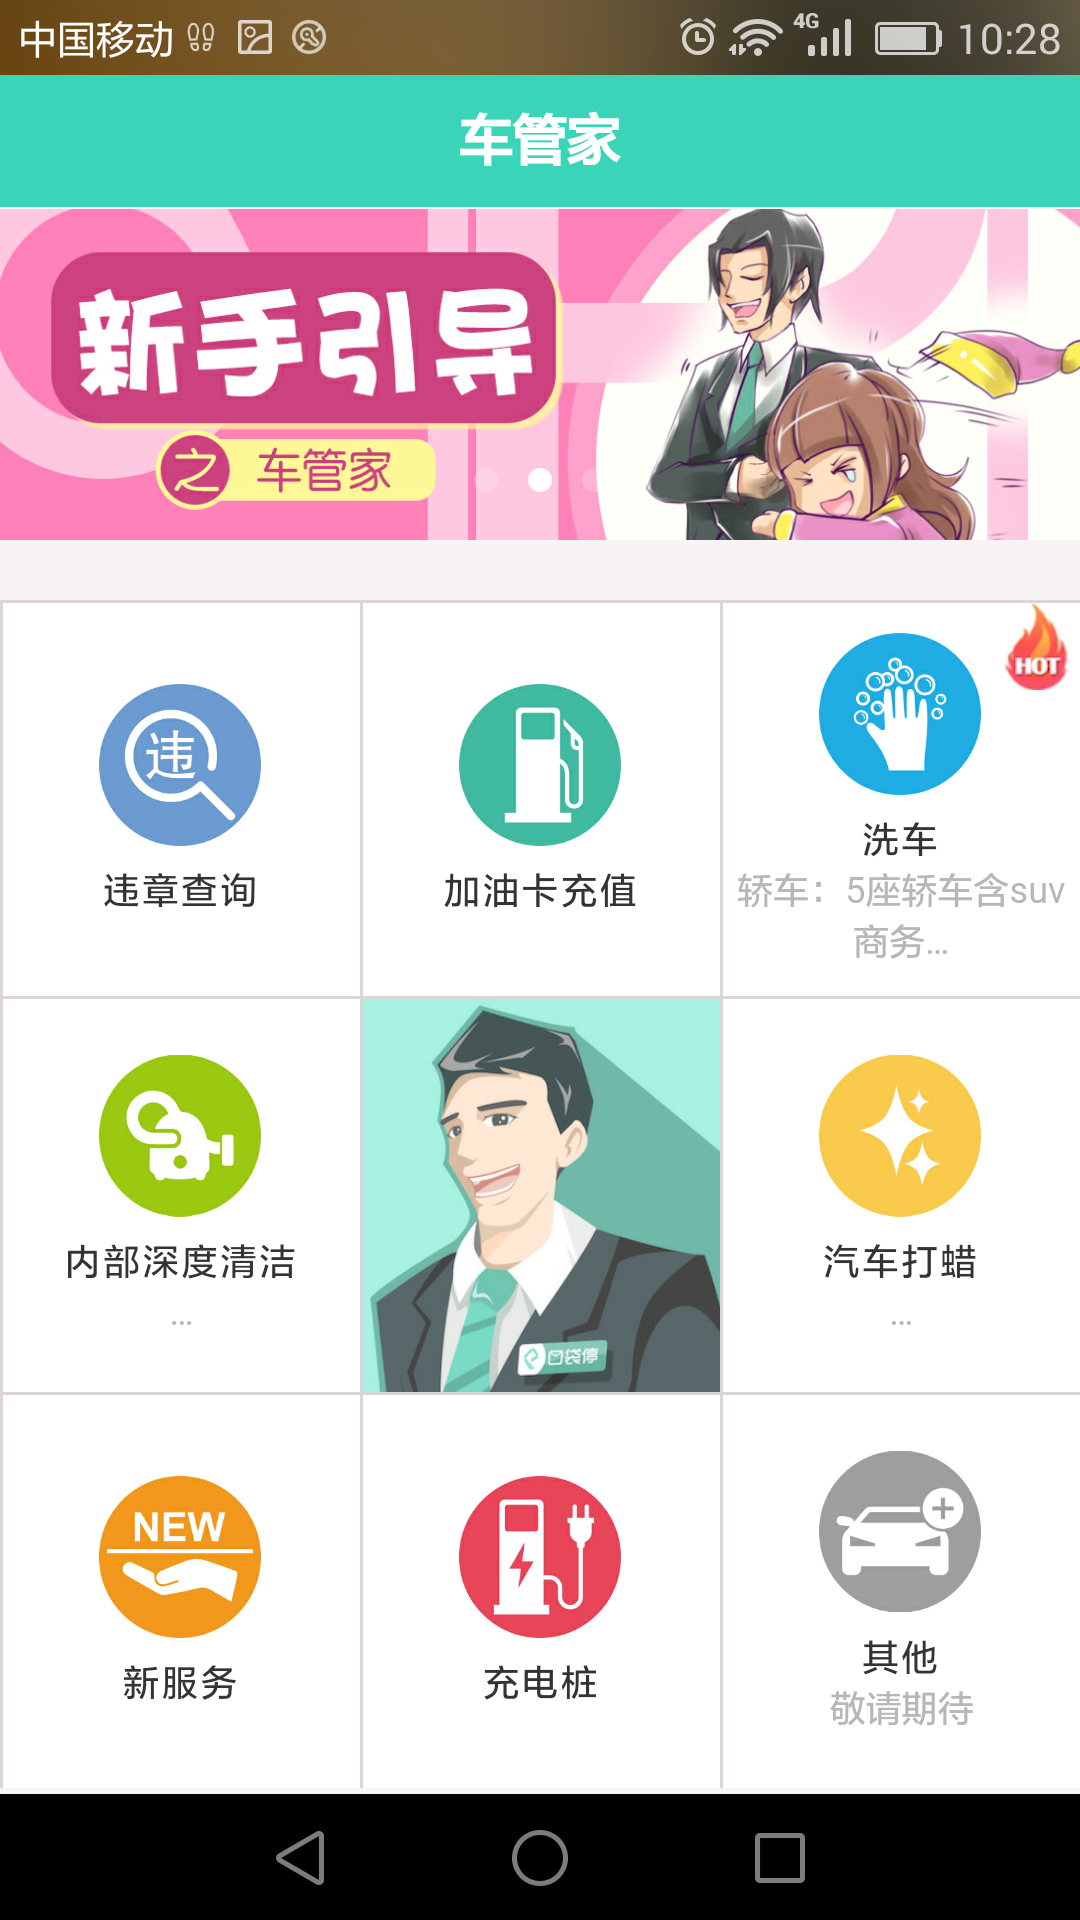 中国移动 4G 10:28
车管家
新手引导
之 车管家
HOT
违
违章查询
加油卡充值
洗车
轿车：5座轿车含suv
商务...
内部深度清洁
...
口袋停
汽车打蜡
...
NEW
新服务
充电桩
其他
敬请期待